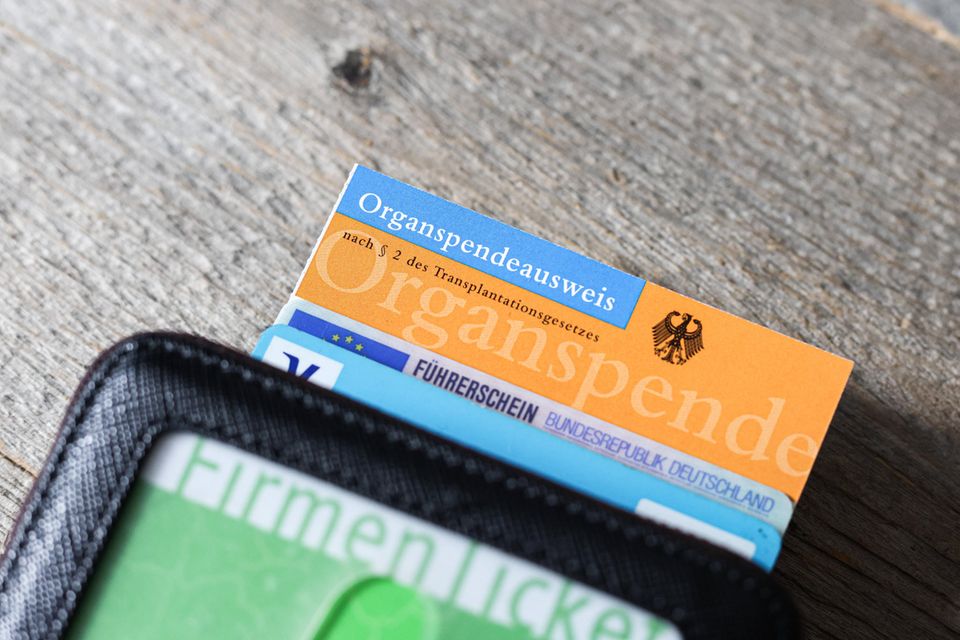 Organspendeausweis
nach § 2 des Transplantationsgesetzes
Organspende
FÜHRERSCHEIN BUNDESREPUBLIK DEUTSCHLAND
FirmenTicket